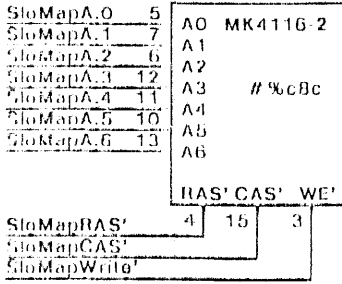 SloMapA.0 5
SloMapA.1 7
SloMapA.2 6
SloMapA.3 12
SloMapA.4 11
SloMapA.5 10
SloMapA.6 13
A0 MK4116-2
A1
A2
A3 #%cBc
A4
A5
A6
RAS' CAS' WE'
4 15 3
SloMapRAS'
SloMapCAS'
SloMapWrite'